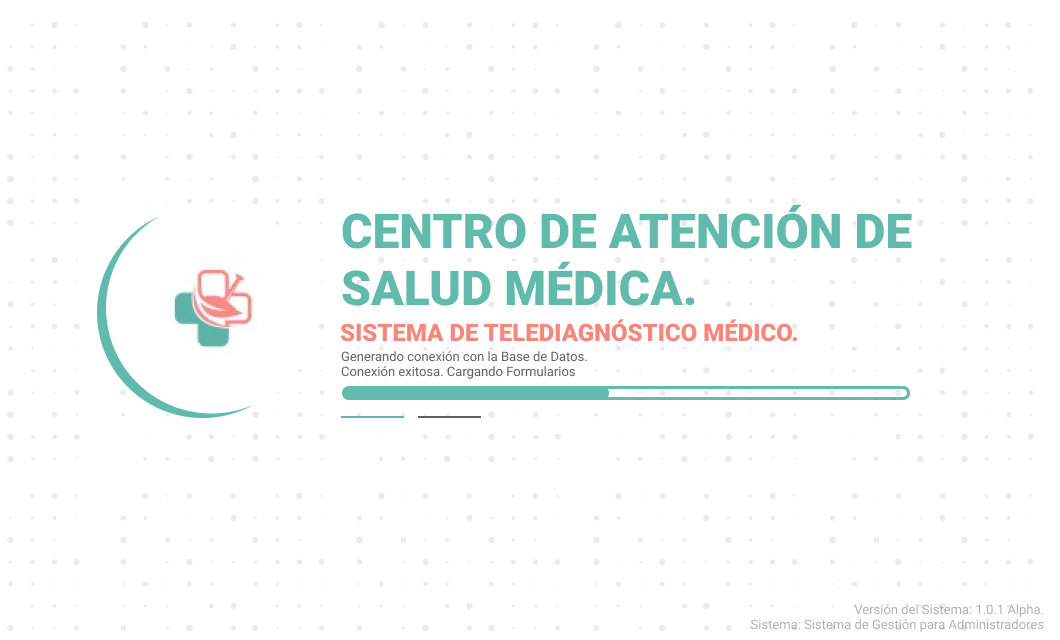 CENTRO DE ATENCIÓN DE
SALUD MÉDICA.
SISTEMA DE TELEDIAGNÓSTICO MÉDICO.
Generando conexión con la Base de Datos.
Conexión exitosa. Cargando Formularios
Versión del Sistema: 1.0.1 Alpha.
Sistema: Sistema de Gestión para Administradores